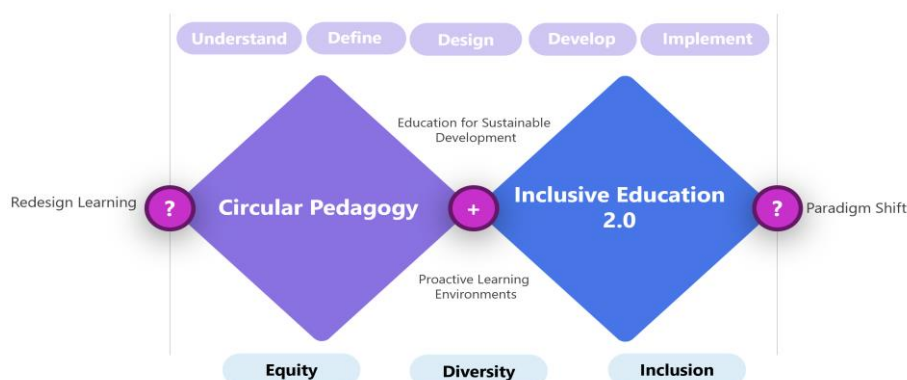 Understand
Define
Design
Develop
Implement
Education for Sustainable
Development
Redesign Learning
?
Circular Pedagogy
+
Inclusive Education
2.0
?
Paradigm Shift
Proactive Learning
Environments
Equity
Diversity
Inclusion